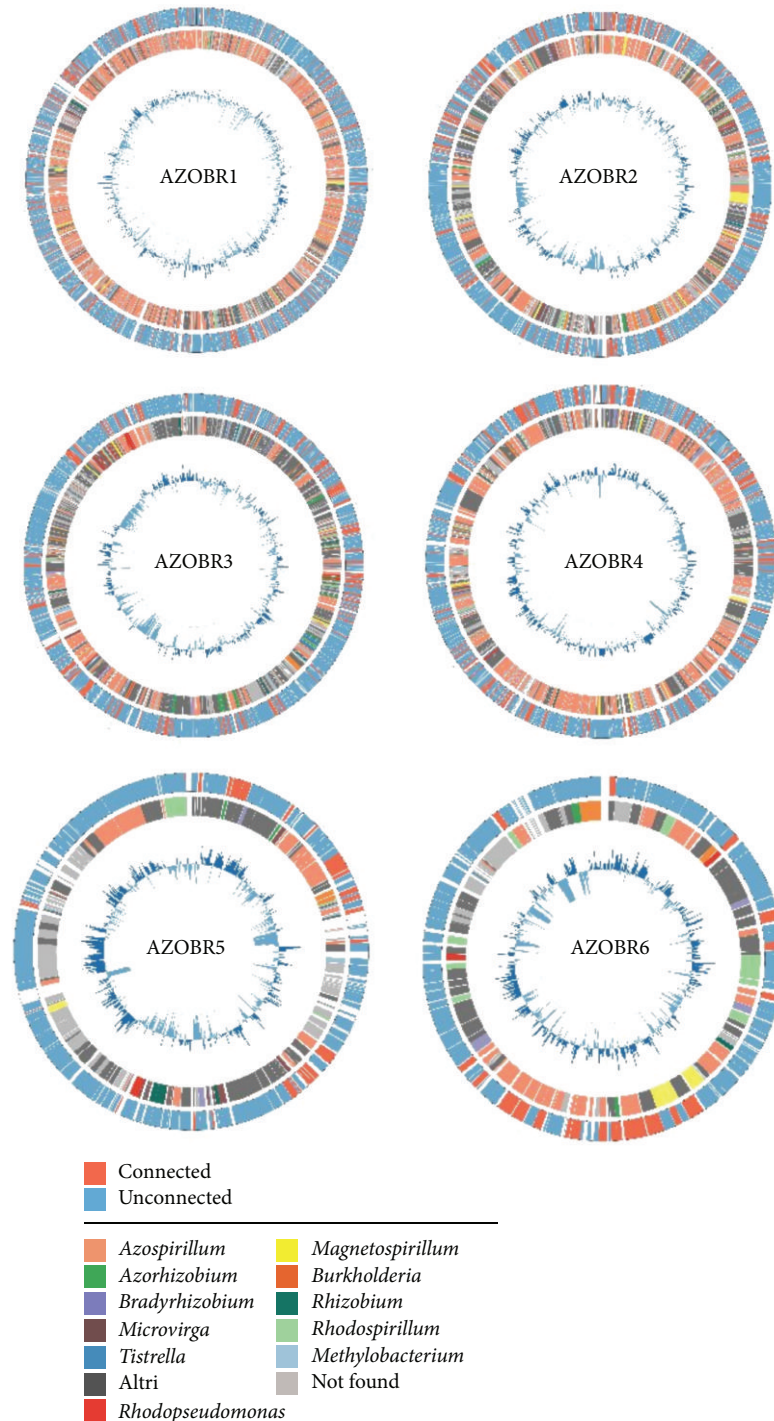 AZOBR1
AZOBR2
AZOBR3
AZOBR4
AZOBR5
AZOBR6
Connected
Unconnected
Azospirillum
Azorhizobium
Bradyrhizobium
Microvirga
Tistrella
Altri
Rhodopseudomonas
Magnetospirillum
Burkholderia
Rhizobium
Rhodospirillum
Methylobacterium
Not found